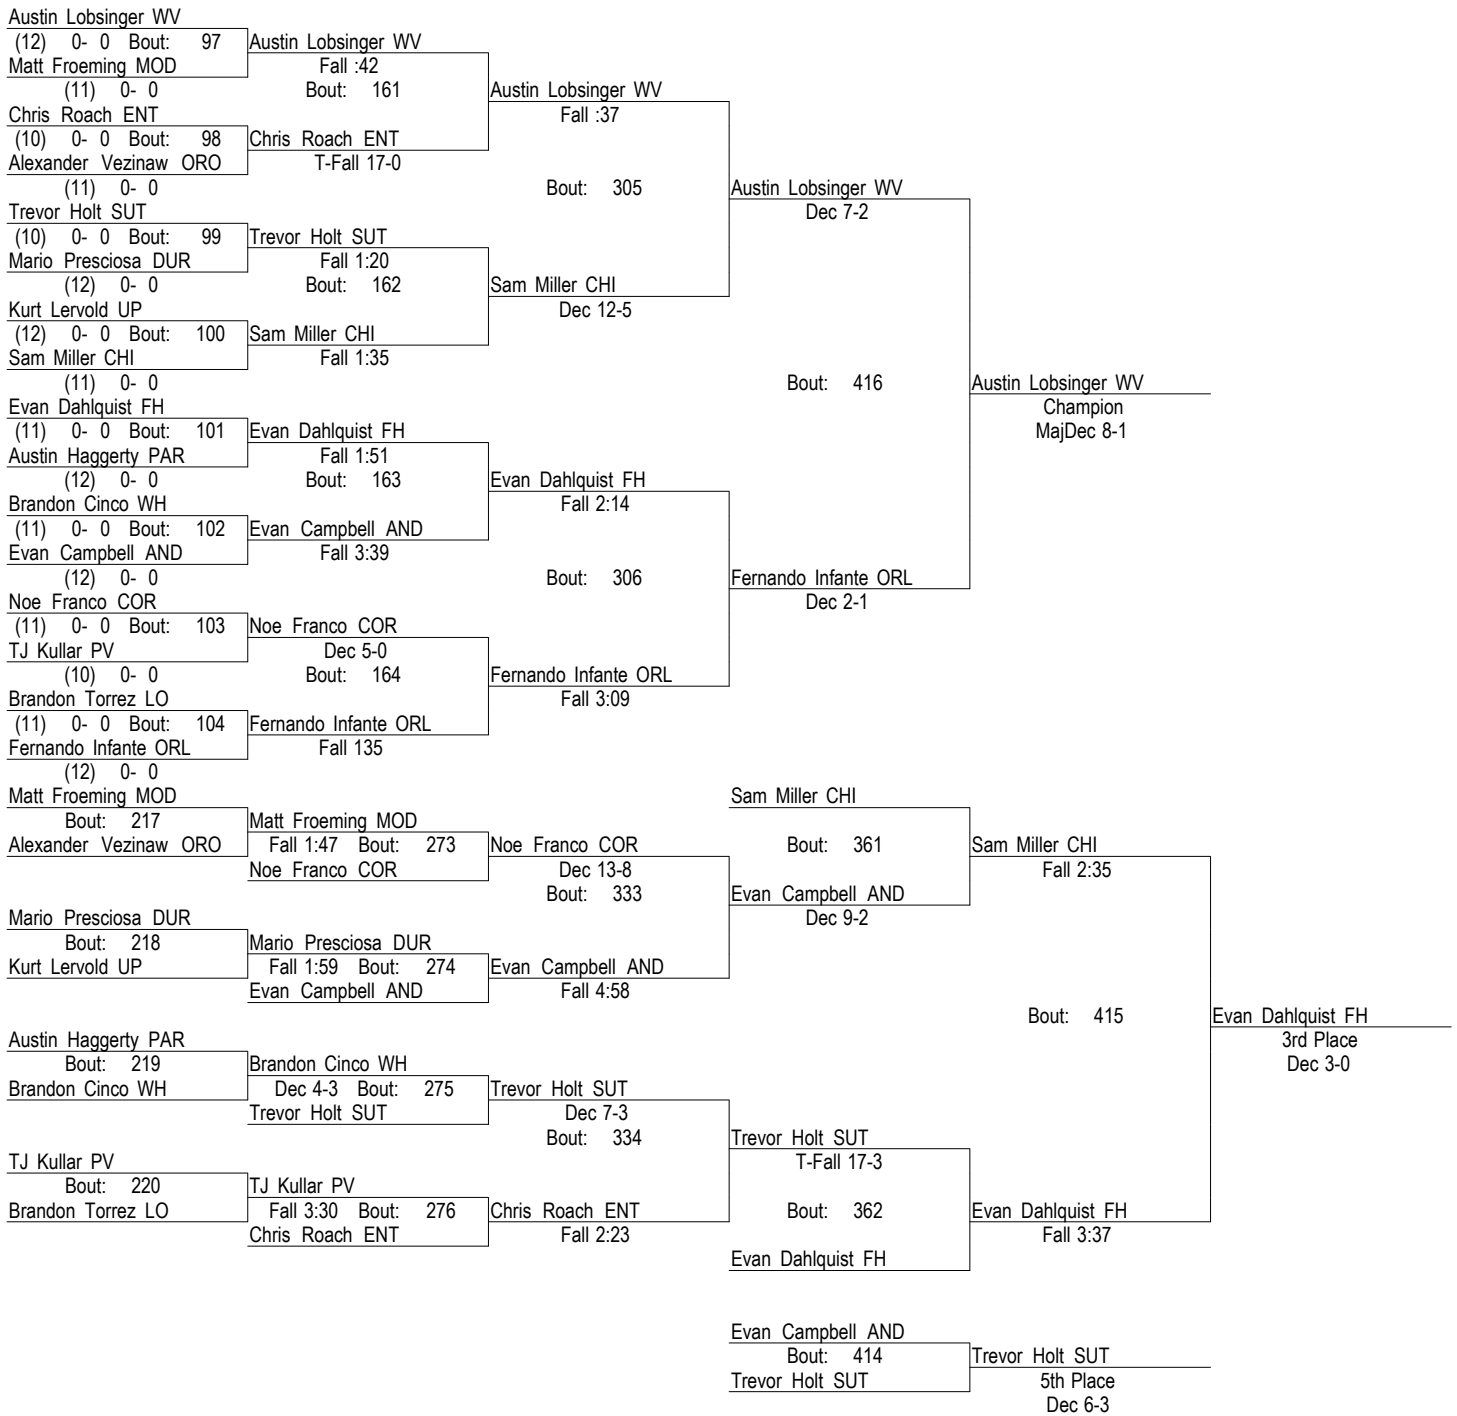 Austin Lobsinger WV
(12) 0- 0 Bout: 97 Austin Lobsinger WV
Matt Froeming MOD Fall :42
(11) 0- 0 Bout: 161 Austin Lobsinger WV
Chris Roach ENT Fall :37
(10) 0- 0 Bout: 98 Chris Roach ENT
Alexander Vezinaw ORO T-Fall 17-0
(11) 0- 0 Bout: 305 Austin Lobsinger WV
Trevor Holt SUT Dec 7-2
(10) 0- 0 Bout: 99 Trevor Holt SUT
Mario Presciosa DUR Fall 1:20
(12) 0- 0 Bout: 162 Sam Miller CHI
Kurt Lervold UP Dec 12-5
(12) 0- 0 Bout: 100 Sam Miller CHI
Sam Miller CHI Fall 1:35
(11) 0- 0 Bout: 416 Austin Lobsinger WV
Evan Dahlquist FH Champion
(11) 0- 0 Bout: 101 Evan Dahlquist FH MajDec 8-1
Austin Haggerty PAR Fall 1:51
(12) 0- 0 Bout: 163 Evan Dahlquist FH
Brandon Cinco WH Fall 2:14
(11) 0- 0 Bout: 102 Evan Campbell AND
Evan Campbell AND Fall 3:39
(12) 0- 0 Bout: 306 Fernando Infante ORL
Noe Franco COR Dec 2-1
(11) 0- 0 Bout: 103 Noe Franco COR
TJ Kullar PV Dec 5-0
(10) 0- 0 Bout: 164 Fernando Infante ORL
Brandon Torrez LO Fall 3:09
(11) 0- 0 Bout: 104 Fernando Infante ORL
Fernando Infante ORL Fall 135
(12) 0- 0
Matt Froeming MOD Sam Miller CHI
Bout: 217 Matt Froeming MOD
Alexander Vezinaw ORO Fall 1:47 Bout: 273 Noe Franco COR Bout: 361 Sam Miller CHI
Noe Franco COR Dec 13-8 Fall 2:35
Bout: 333 Evan Campbell AND
Mario Presciosa DUR Dec 9-2
Bout: 218 Mario Presciosa DUR
Kurt Lervold UP Fall 1:59 Bout: 274 Evan Campbell AND
Evan Campbell AND Fall 4:58
Bout: 415 Evan Dahlquist FH
Austin Haggerty PAR 3rd Place
Bout: 219 Brandon Cinco WH Dec 3-0
Brandon Cinco WH Dec 4-3 Bout: 275 Trevor Holt SUT
Trevor Holt SUT Dec 7-3
Bout: 334 Trevor Holt SUT
TJ Kullar PV T-Fall 17-3
Bout: 220 TJ Kullar PV
Brandon Torrez LO Fall 3:30 Bout: 276 Chris Roach ENT Bout: 362 Evan Dahlquist FH
Chris Roach ENT Fall 2:23 Fall 3:37
Evan Dahlquist FH
Evan Campbell AND
Bout: 414 Trevor Holt SUT
Trevor Holt SUT 5th Place
Dec 6-3